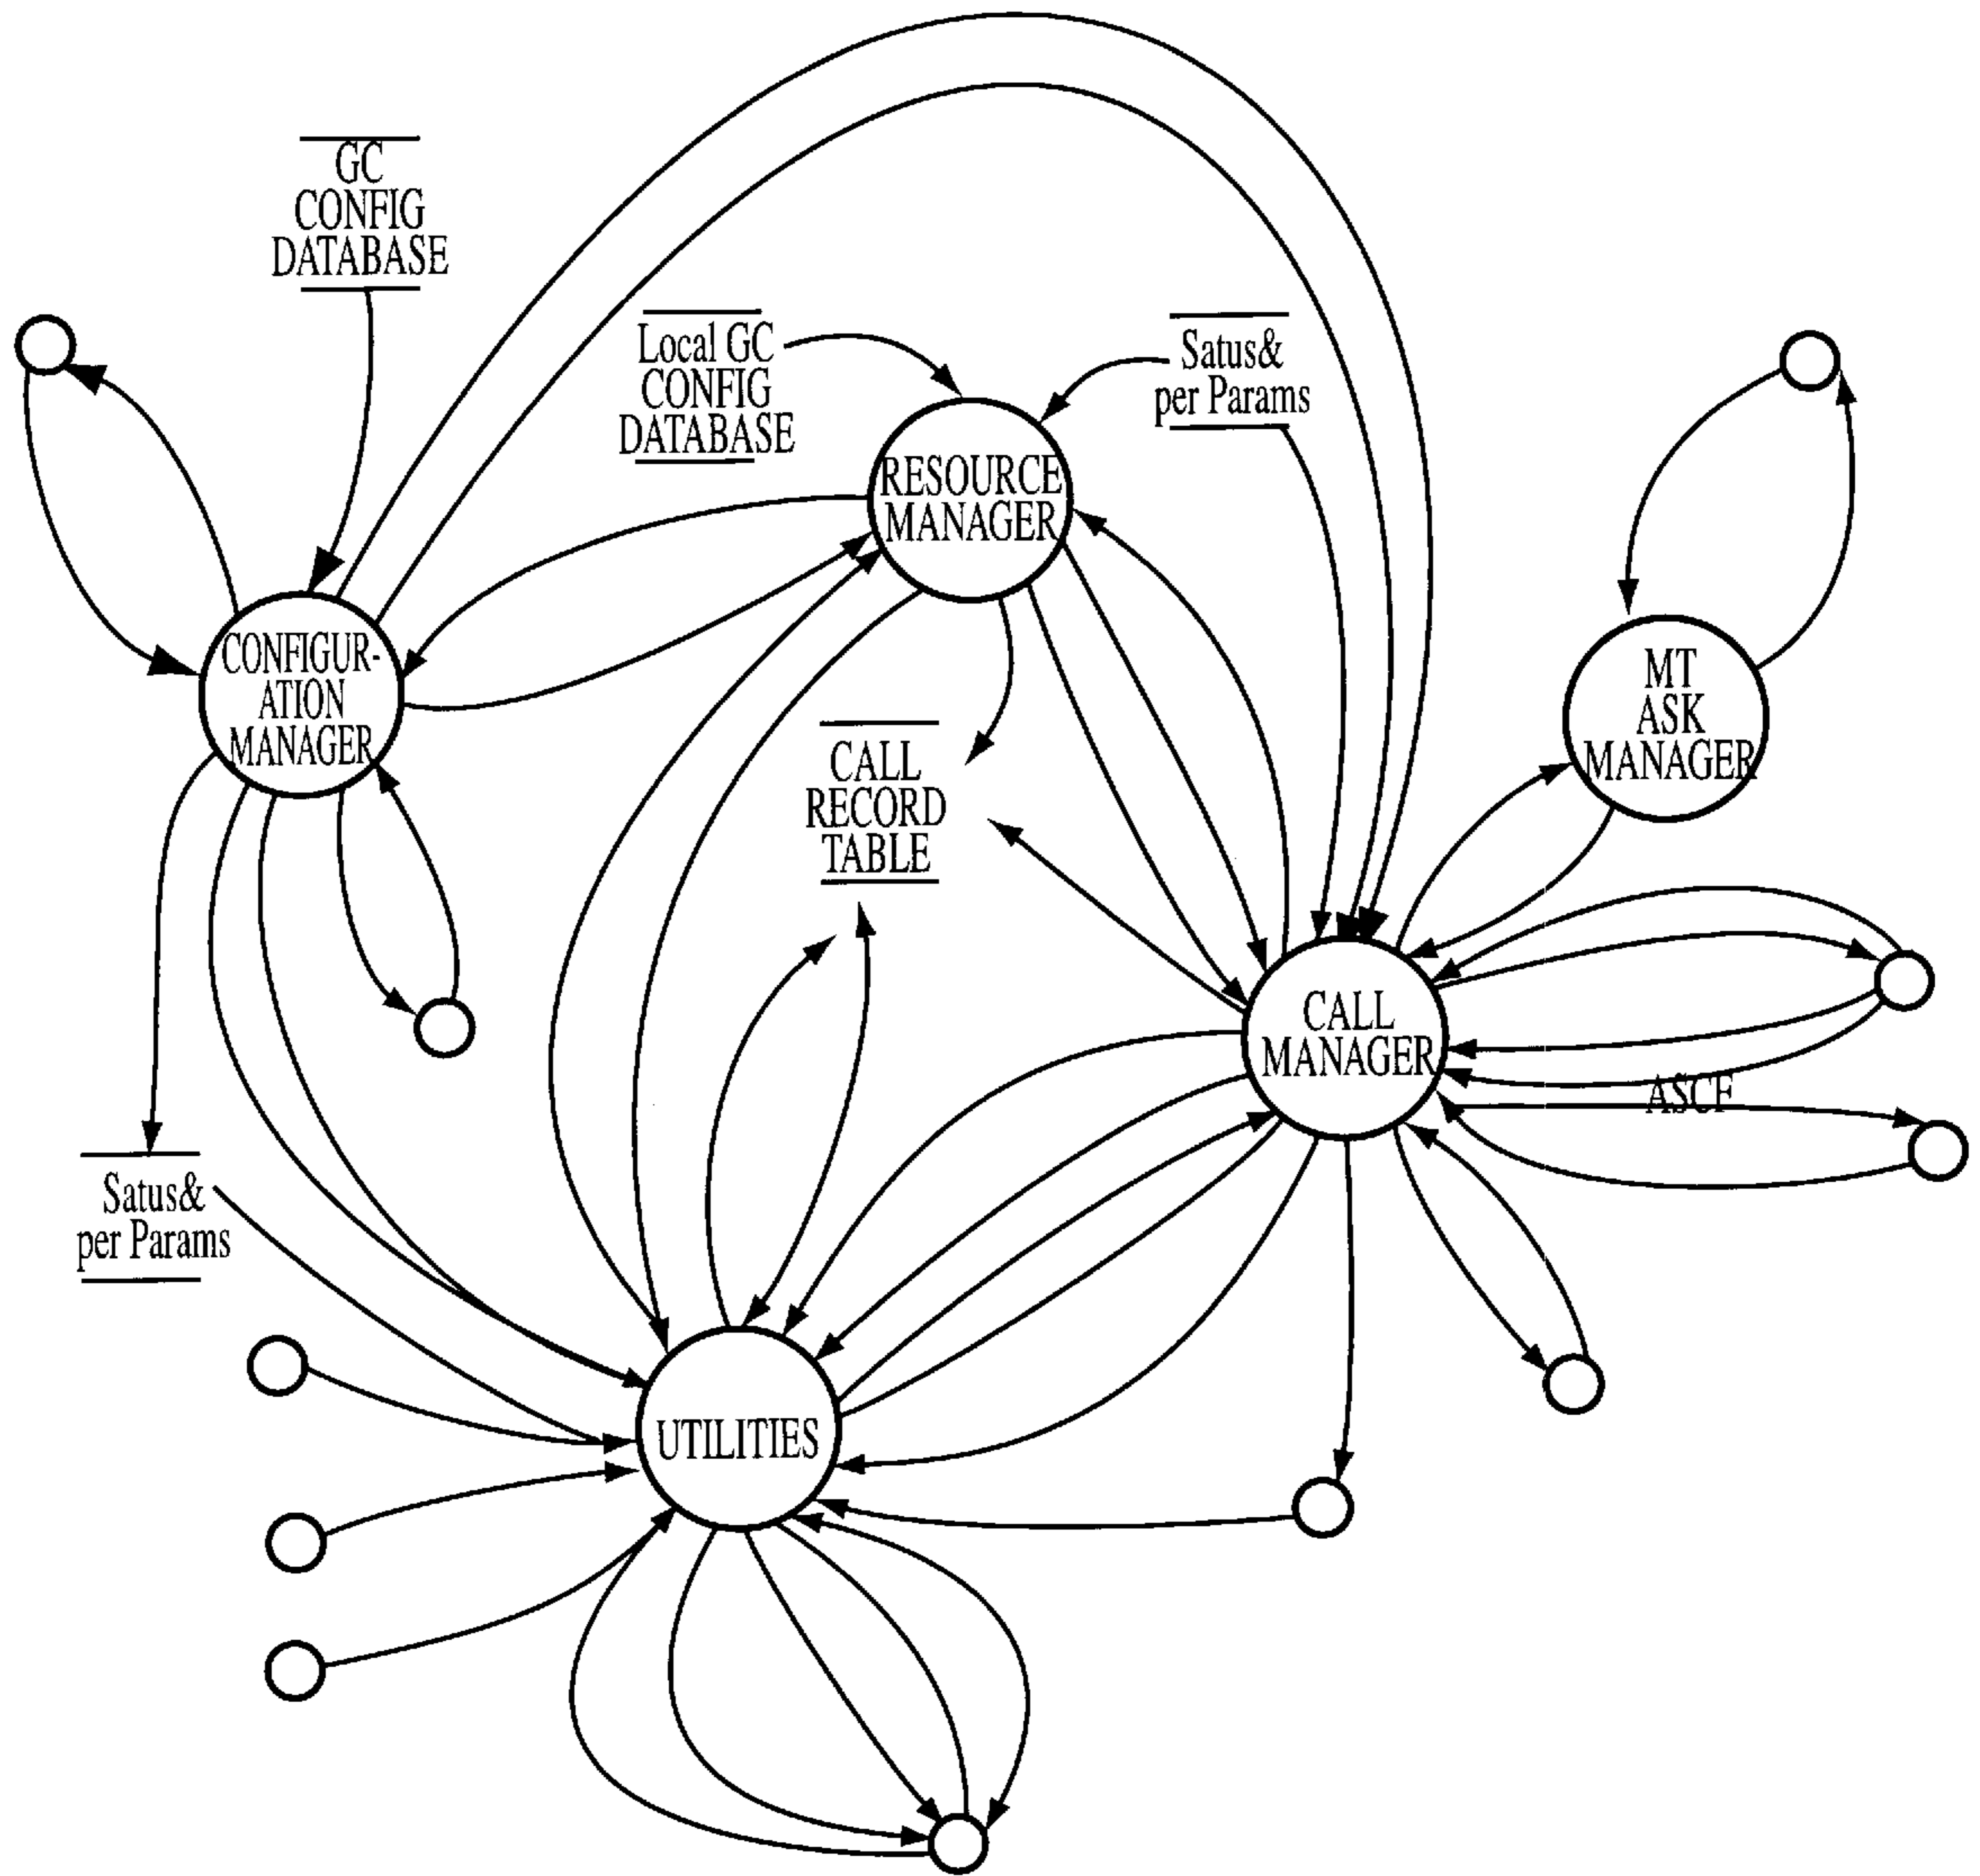 GC
CONFIG
DATABASE
Local GC
CONFIG
DATABASE
Satus&
per Params
RESOURCE
MANAGER
CONFIGUR-
ATION
MANAGER
MT
ASK
MANAGER
CALL
RECORD
TABLE
CALL
MANAGER
ASCF
Satus&
per Params
UTILITIES